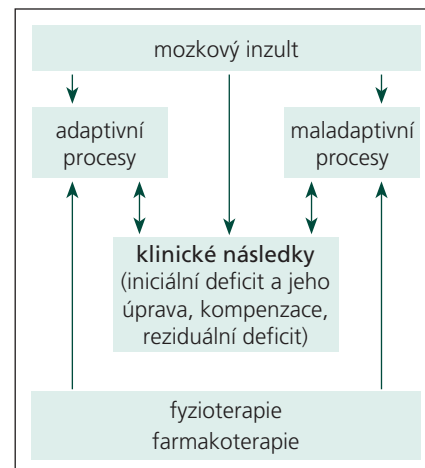 mozkový inzult
adaptivní
procesy
maladaptivní
procesy
klinické následky
(iniciální deficit a jeho
úprava, kompenzace,
reziduální deficit)
fyzioterapie
farmakoterapie